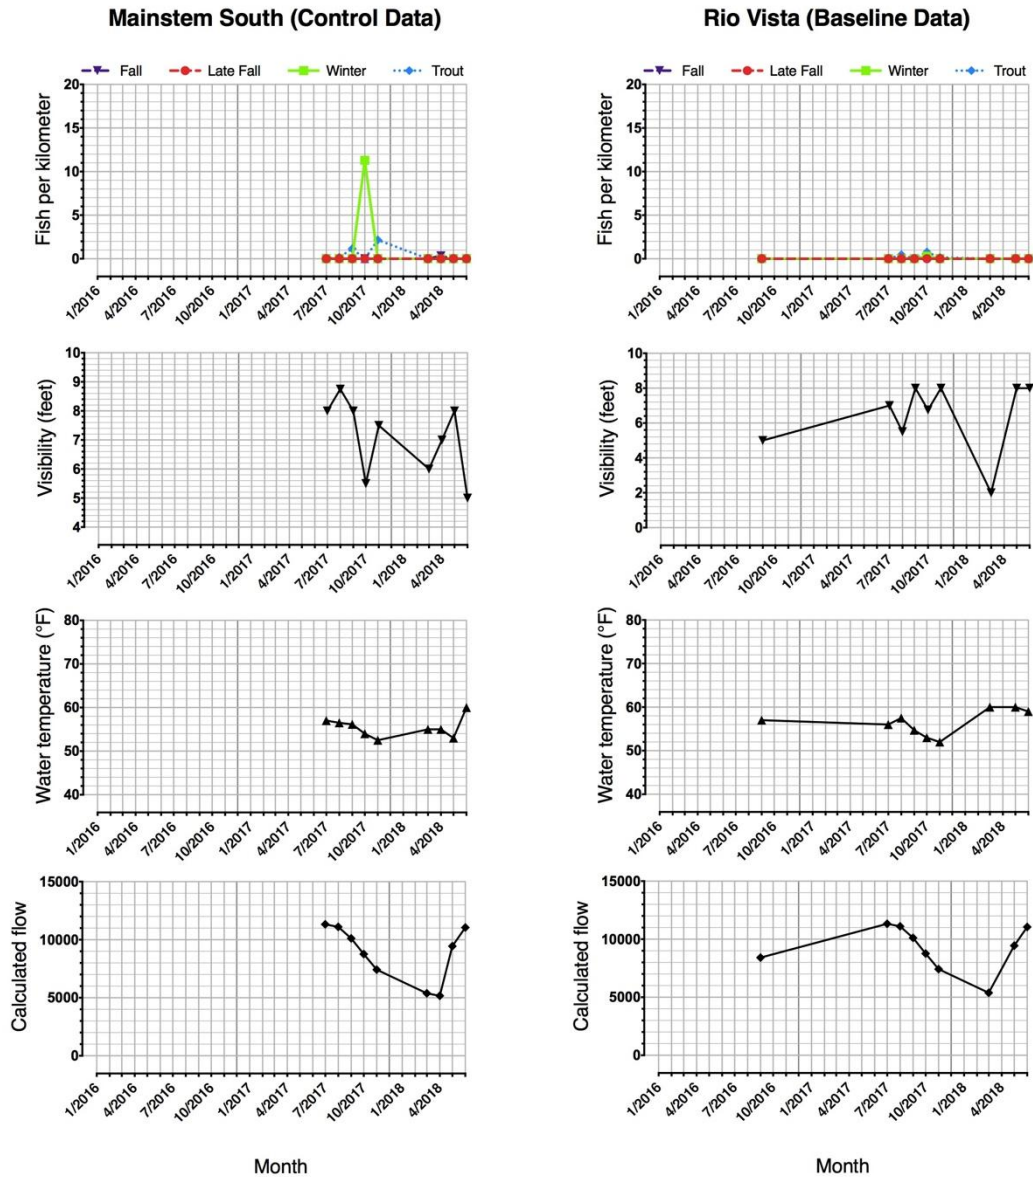 Mainstem South (Control Data)
Fall Late Fall Winter Trout
Fish per kilometer
20
15
10
5
0
1/2016 4/2016 7/2016 10/2016 1/2017 4/2017 7/2017 10/2017 1/2018 4/2018
Visibility (feet)
10
9
8
7
6
5
4
1/2016 4/2016 7/2016 10/2016 1/2017 4/2017 7/2017 10/2017 1/2018 4/2018
Water temperature (°F)
80
70
60
50
40
1/2016 4/2016 7/2016 10/2016 1/2017 4/2017 7/2017 10/2017 1/2018 4/2018
Calculated flow
15000
10000
5000
0
1/2016 4/2016 7/2016 10/2016 1/2017 4/2017 7/2017 10/2017 1/2018 4/2018
Month
Rio Vista (Baseline Data)
Fall Late Fall Winter Trout
Fish per kilometer
20
15
10
5
0
1/2016 4/2016 7/2016 10/2016 1/2017 4/2017 7/2017 10/2017 1/2018 4/2018
Visibility (feet)
10
8
6
4
2
0
1/2016 4/2016 7/2016 10/2016 1/2017 4/2017 7/2017 10/2017 1/2018 4/2018
Water temperature (°F)
80
70
60
50
40
1/2016 4/2016 7/2016 10/2016 1/2017 4/2017 7/2017 10/2017 1/2018 4/2018
Calculated flow
15000
10000
5000
0
1/2016 4/2016 7/2016 10/2016 1/2017 4/2017 7/2017 10/2017 1/2018 4/2018
Month